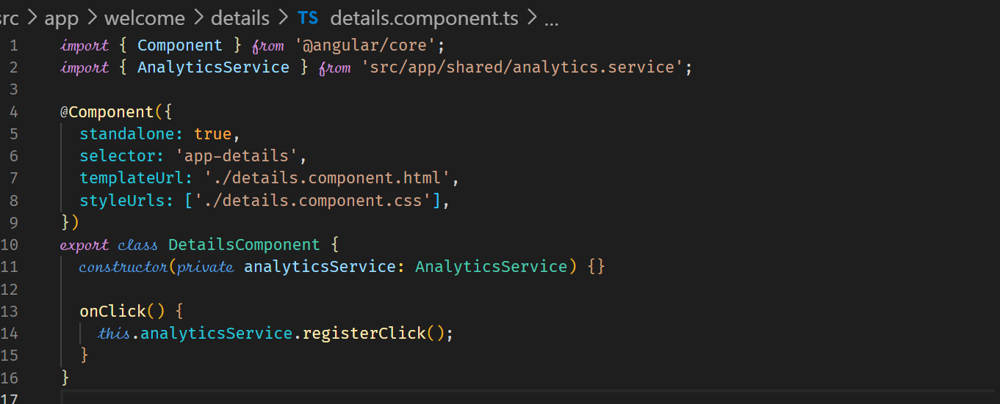 src > app > welcome > details > TS details.component.ts > ...
1 import { Component } from '@angular/core';
2 import { AnalyticsService } from 'src/app/shared/analytics.service';
3
4 @Component({
5   standalone: true,
6   selector: 'app-details',
7   templateUrl: './details.component.html',
8   styleUrls: ['./details.component.css'],
9 })
10 export class DetailsComponent {
11   constructor(private analyticsService: AnalyticsService) {}
12
13   onClick() {
14     this.analyticsService.registerClick();
15   }
16 }
17